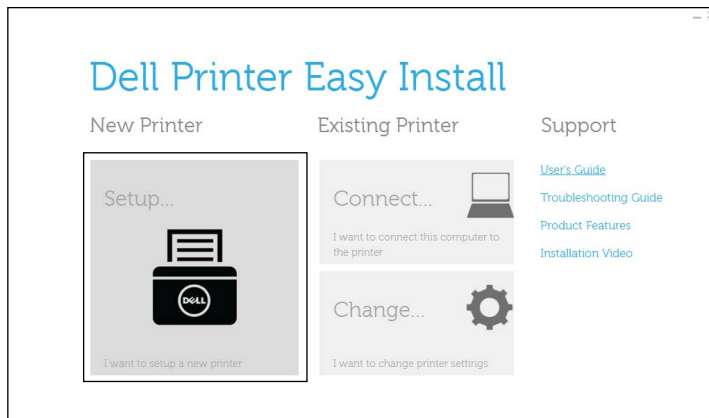 Dell Printer Easy Install
New Printer
Existing Printer
Support
Setup...
DELL
I want to setup a new printer
Connect...
I want to connect this computer to
the printer
Change...
I want to change printer settings
User's Guide
Troubleshooting Guide
Product Features
Installation Video